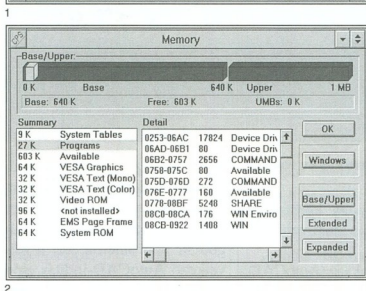 1
Memory
Base/Upper:
0 K Base 640 K Upper 1 MB
Base: 640 K Free: 603 K UMBs: 0 K
Summary
9 K System Tables
27 K Programs
603 K Available
64 K VESA Graphics
32 K VESA Text (Mono)
32 K VESA Text (Color)
32 K Video ROM
96 K <not installed>
64 K EMS Page Frame
64 K System ROM
Detail
0253-06AC 17824 Device Driv
06AD-06B1 80 Device Driv
06B2-0757 2656 COMMAND
0758-075C 80 Available
075D-076D 272 COMMAND
076E-0777 160 Available
0778-08BF 5248 SHARE
08C0-08CA 176 WIN Enviro
08CB-0922 1408 WIN
OK
Windows
Base/Upper
Extended
Expanded
2